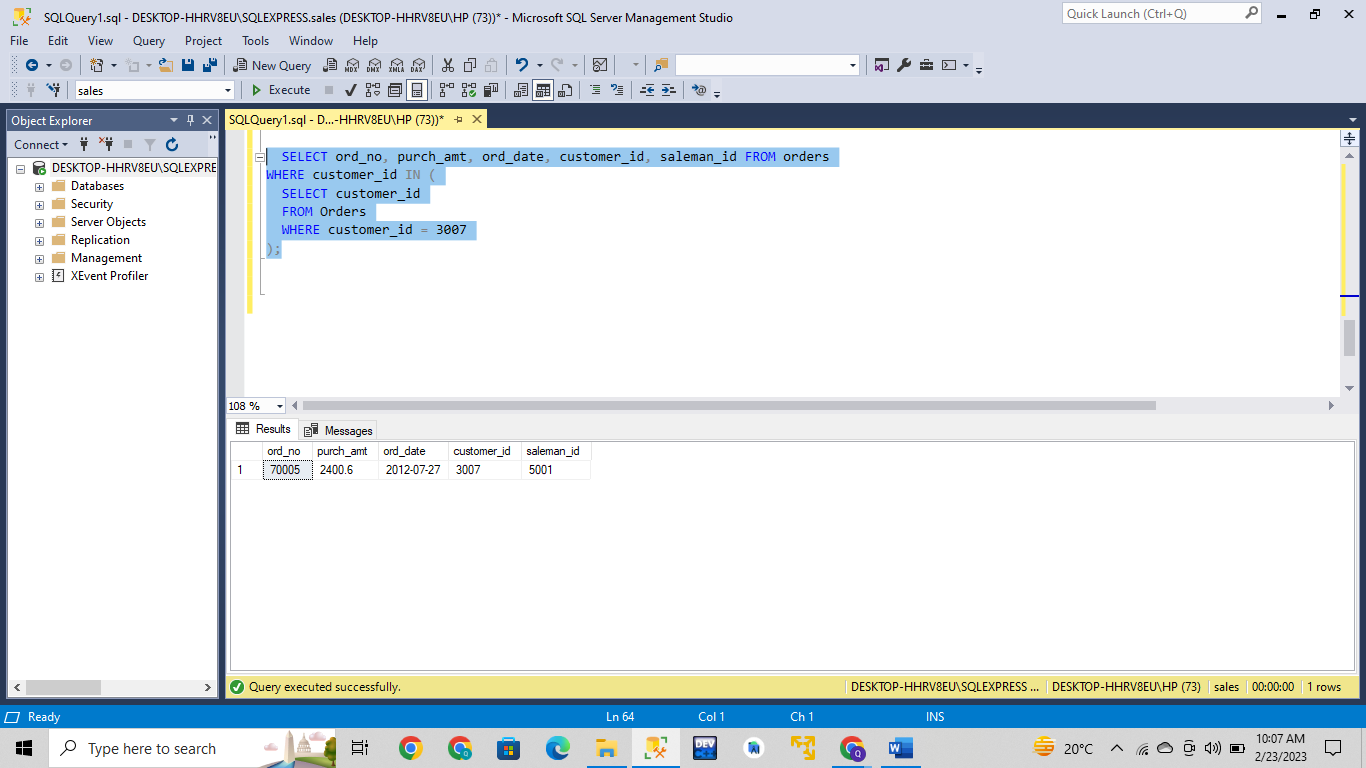 SQLQuery1.sql - DESKTOP-HHRV8EU\SQLEXPRESS.sales (DESKTOP-HHRV8EU\HP (73))* - Microsoft SQL Server Management Studio
Quick Launch (Ctrl+Q)
File Edit View Query Project Tools Window Help
New Query MDX DMX XMLA DAX
sales Execute
Object Explorer
SQLQuery1.sql - D...-HHRV8EU\HP (73))*
Connect
DESKTOP-HHRV8EU\SQLEXPRE
Databases
Security
Server Objects
Replication
Management
XEvent Profiler
SELECT ord_no, purch_amt, ord_date, customer_id, saleman_id FROM orders
WHERE customer_id IN (
SELECT customer_id
FROM Orders
WHERE customer_id = 3007
);
108 %
Results Messages
ord_no purch_amt ord_date customer_id saleman_id
1 70005 2400.6 2012-07-27 3007 5001
Query executed successfully.
DESKTOP-HHRV8EU\SQLEXPRESS ... DESKTOP-HHRV8EU\HP (73) sales 00:00:00 1 rows
Ready Ln 64 Col 1 Ch 1 INS
Type here to search
DEV
Q
W
20°C
10:07 AM
2/23/2023